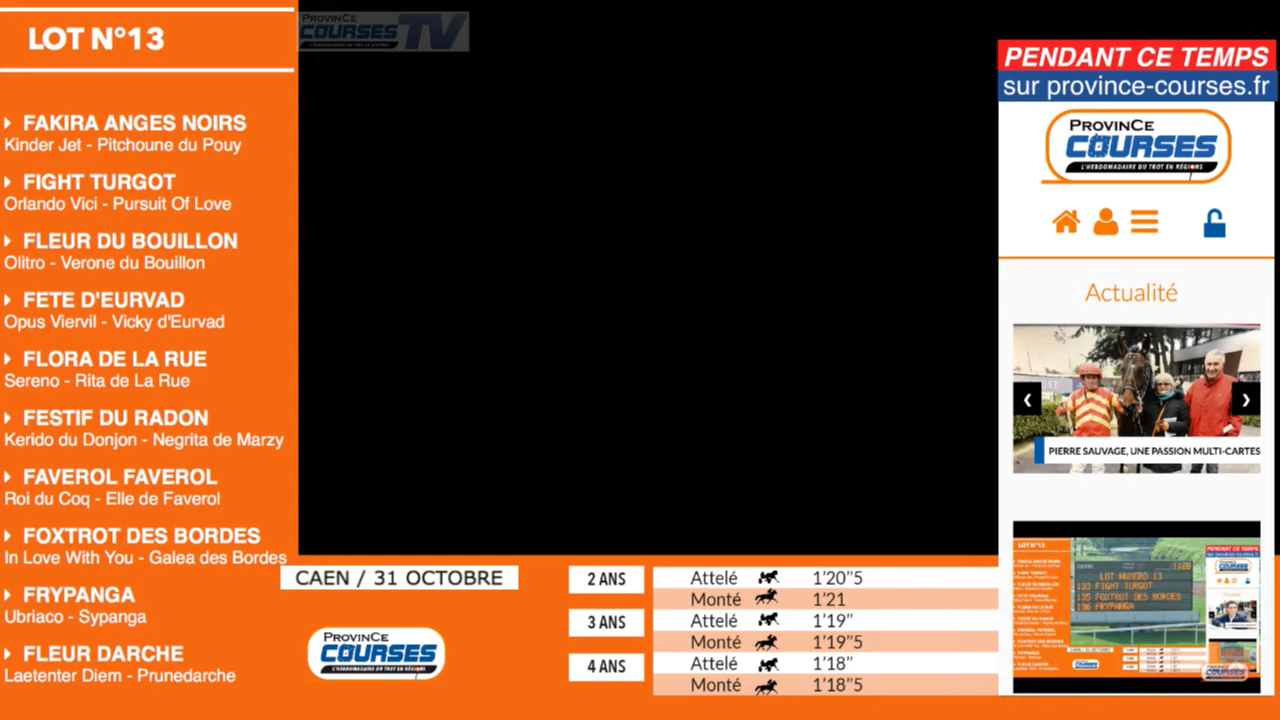 LOT N°13
FAKIRA ANGES NOIRS
Kinder Jet - Pitchoune du Pouy
FIGHT TURGOT
Orlando Vici - Pursuit Of Love
FLEUR DU BOUILLON
Olitro - Verone du Bouillon
FETE D'EURVAD
Opus Viervil - Vicky d'Eurvad
FLORA DE LA RUE
Sereno - Rita de La Rue
FESTIF DU RADON
Kerido du Donjon - Negrita de Marzy
FAVEROL FAVEROL
Roi du Coq - Elle de Faverol
FOXTROT DES BORDES
In Love With You - Galea des Bordes
FRYPANGA
Ubriaco - Sypanga
FLEUR DARCHE
Laetenter Diem - Prunedarche
PROVINCE
COURSES TV
CAEN / 31 OCTOBRE
PROVINCE
COURSES
L'HEBDOMADAIRE DU TROT EN RÉGIONS
2 ANS
Attelé 1'20"5
Monté 1'21
3 ANS
Attelé 1'19"
Monté 1'19"5
4 ANS
Attelé 1'18"
Monté 1'18"5
PENDANT CE TEMPS
sur province-courses.fr
PROVINCE
COURSES
L'HEBDOMADAIRE DU TROT EN RÉGIONS
Actualité
PIERRE SAUVAGE, UNE PASSION MULTI-CARTES
LOT N°13
PENDANT CE TEMPS
LOT NUMERO 13
133 FIGHT TURGOT
135 FOXTROT DES BORDES
136 FRYPANGA